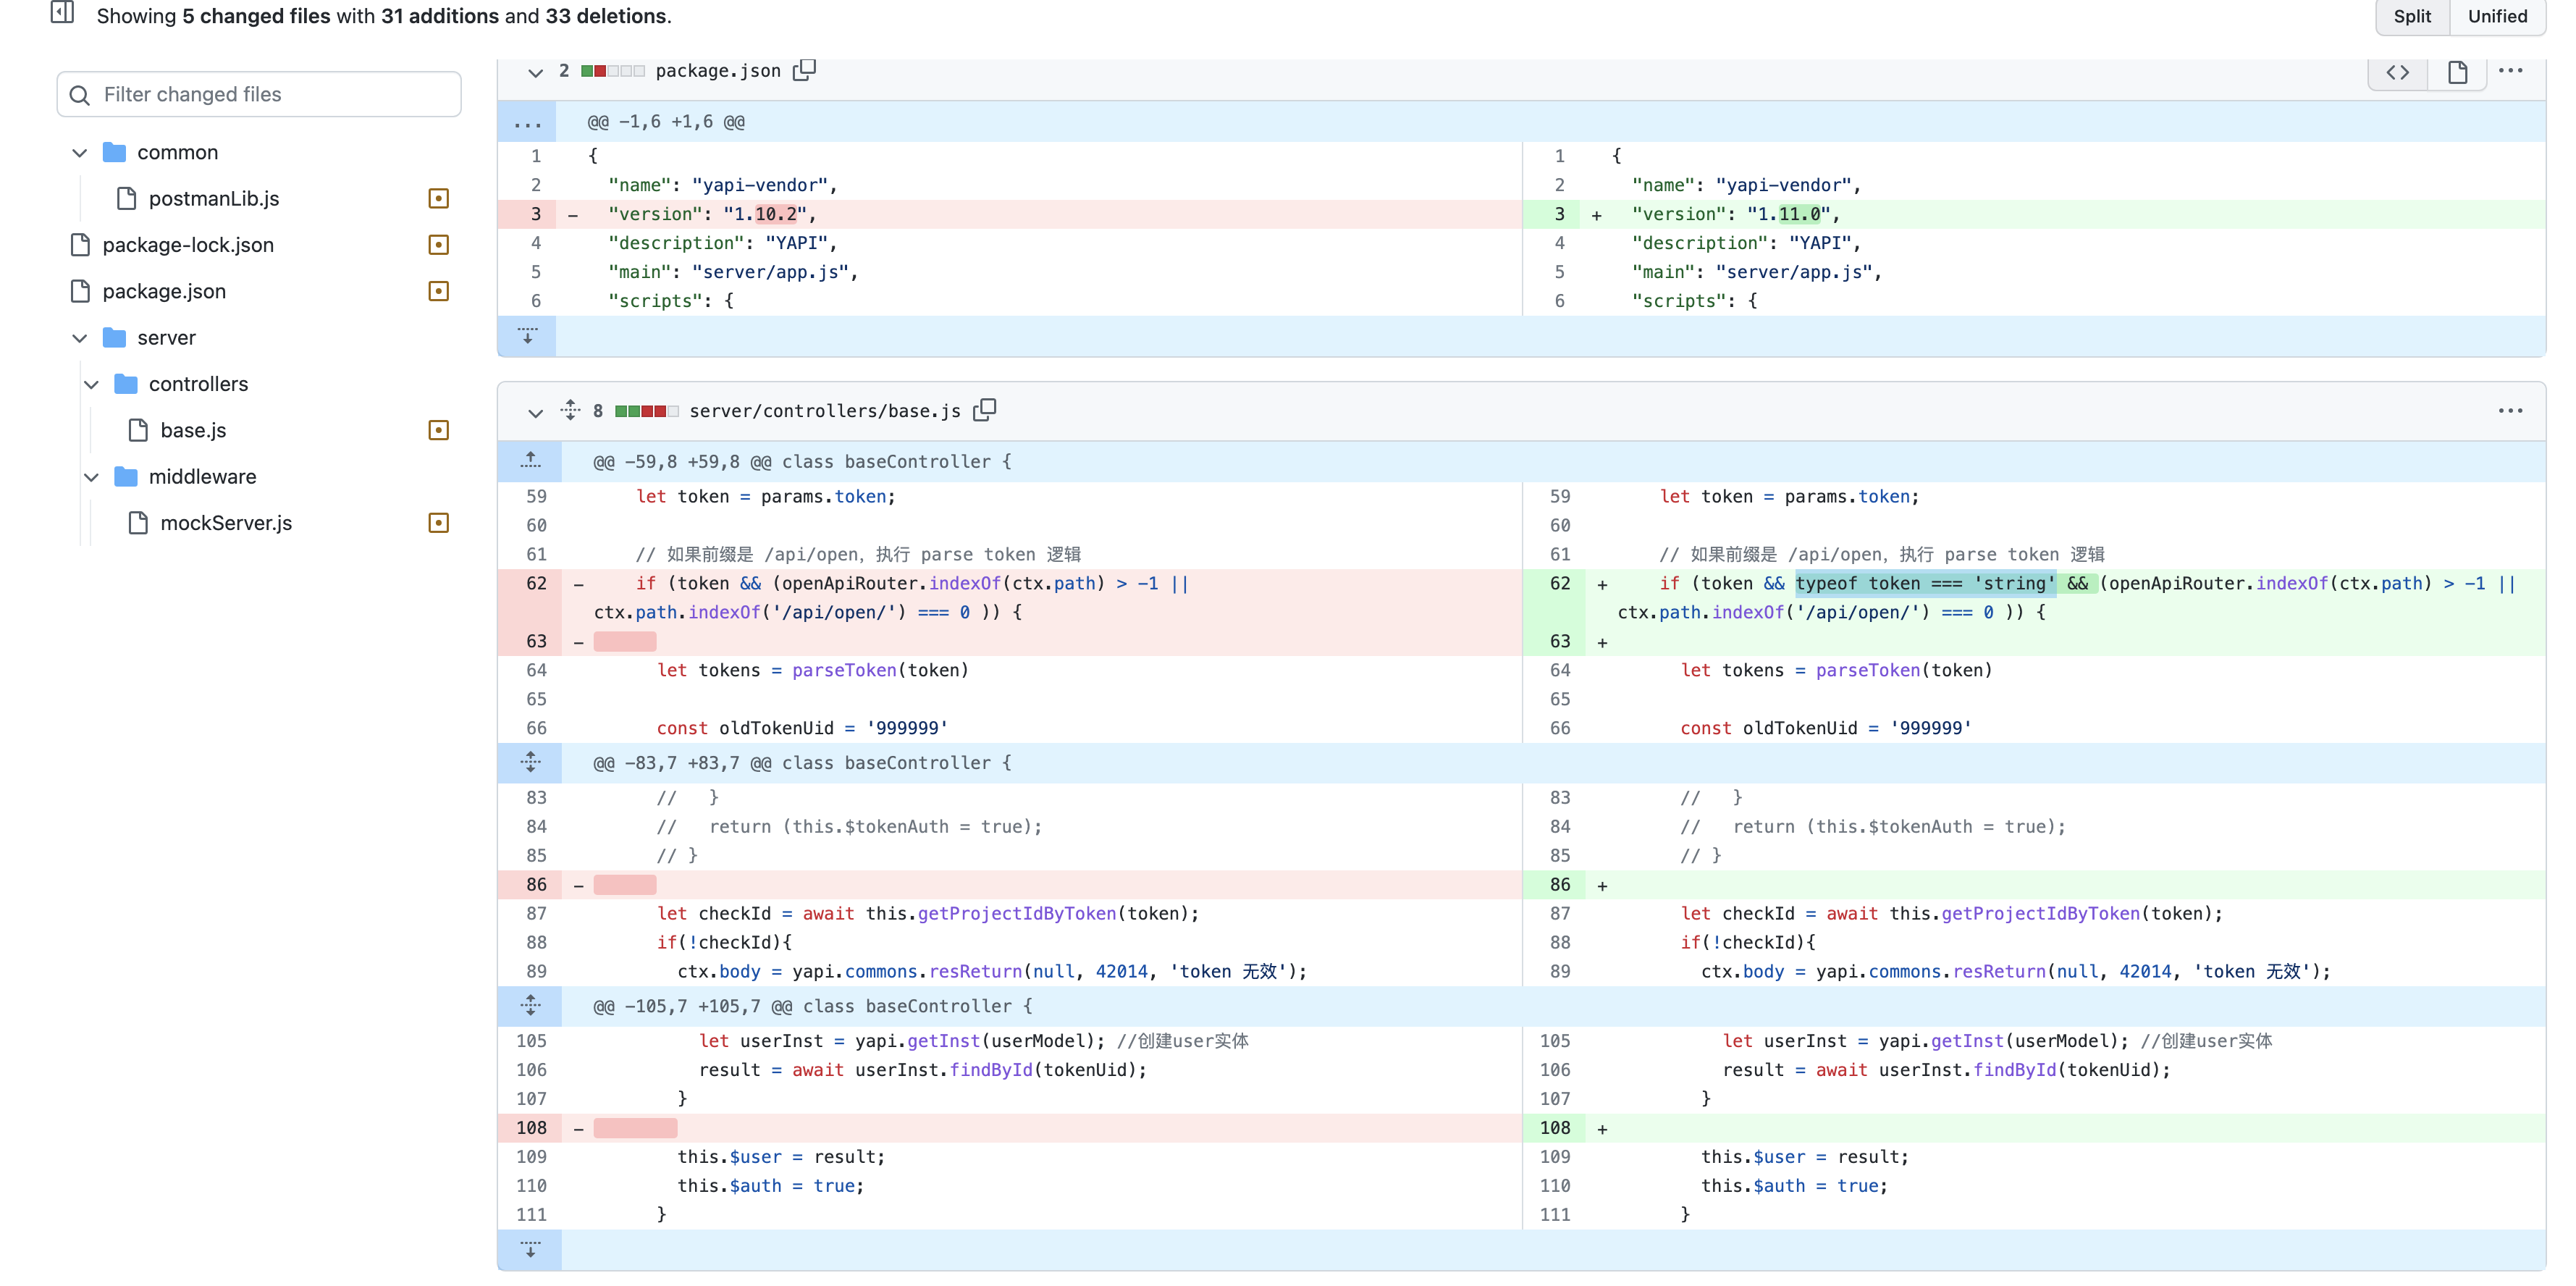 Showing 5 changed files with 31 additions and 33 deletions.
Split
Unified
Filter changed files
common
postmanLib.js
package-lock.json
package.json
server
controllers
base.js
middleware
mockServer.js
2 package.json
... @@ -1,6 +1,6 @@
1 {
2 "name": "yapi-vendor",
3 - "version": "1.10.2",
4 "description": "YAPI",
5 "main": "server/app.js",
6 "scripts": {
1 {
2 "name": "yapi-vendor",
3 + "version": "1.11.0",
4 "description": "YAPI",
5 "main": "server/app.js",
6 "scripts": {
8 server/controllers/base.js
@@ -59,8 +59,8 @@ class baseController {
59 let token = params.token;
60
61 // 如果前缀是 /api/open，执行 parse token 逻辑
62 - if (token && (openApiRouter.indexOf(ctx.path) > -1 ||
ctx.path.indexOf('/api/open/') === 0 )) {
63 -
64 let tokens = parseToken(token)
65
66 const oldTokenUid = '999999'
59 let token = params.token;
60
61 // 如果前缀是 /api/open，执行 parse token 逻辑
62 + if (token && typeof token === 'string' && (openApiRouter.indexOf(ctx.path) > -1 ||
ctx.path.indexOf('/api/open/') === 0 )) {
63 +
64 let tokens = parseToken(token)
65
66 const oldTokenUid = '999999'
@@ -83,7 +83,7 @@ class baseController {
83 // }
84 // return (this.$tokenAuth = true);
85 // }
86 -
87 let checkId = await this.getProjectIdByToken(token);
88 if(!checkId){
89 ctx.body = yapi.commons.resReturn(null, 42014, 'token 无效');
83 // }
84 // return (this.$tokenAuth = true);
85 // }
86 +
87 let checkId = await this.getProjectIdByToken(token);
88 if(!checkId){
89 ctx.body = yapi.commons.resReturn(null, 42014, 'token 无效');
@@ -105,7 +105,7 @@ class baseController {
105 let userInst = yapi.getInst(userModel); //创建user实体
106 result = await userInst.findById(tokenUid);
107 }
108 -
109 this.$user = result;
110 this.$auth = true;
111 }
105 let userInst = yapi.getInst(userModel); //创建user实体
106 result = await userInst.findById(tokenUid);
107 }
108 +
109 this.$user = result;
110 this.$auth = true;
111 }